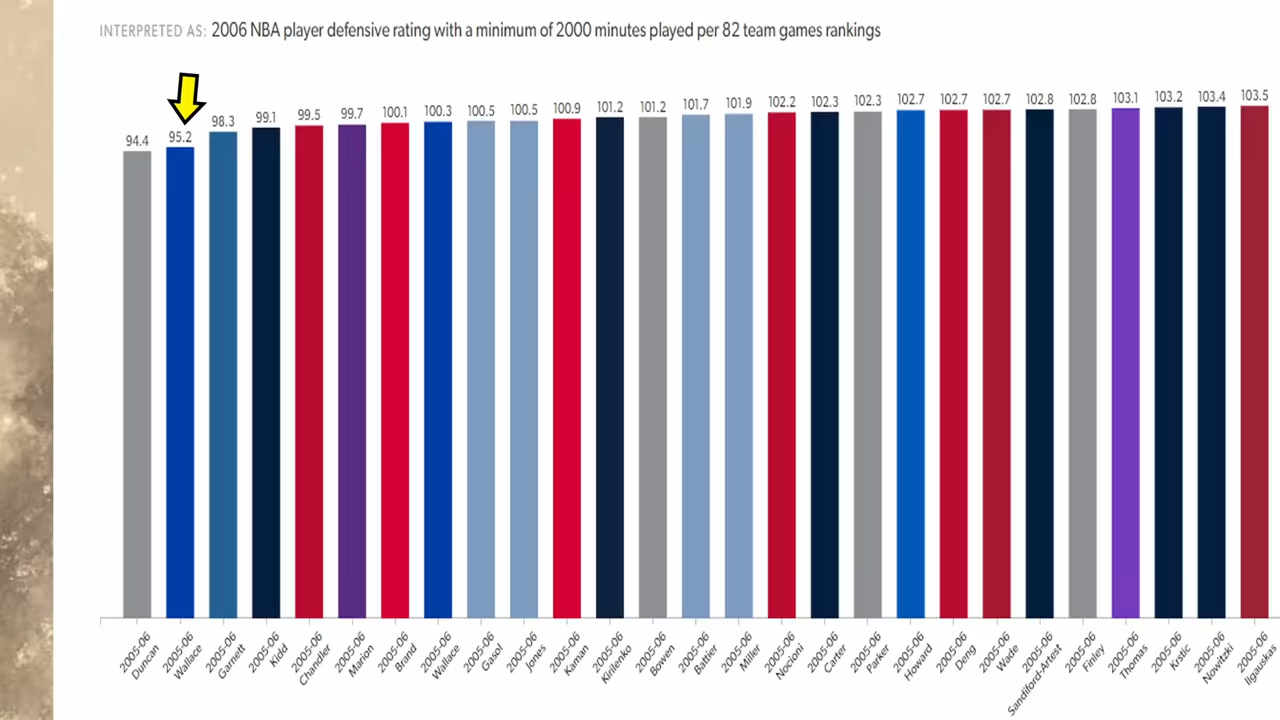 INTERPRETED AS: 2006 NBA player defensive rating with a minimum of 2000 minutes played per 82 team games rankings
94.4 95.2 98.3 99.1 99.5 99.7 100.1 100.3 100.5 100.5 100.9 101.2 101.2 101.7 101.9 102.2 102.3 102.3 102.7 102.7 102.7 102.8 102.8 103.1 103.2 103.4 103.5
2005-06
Duncan
2005-06
Wallace
2005-06
Garnett
2005-06
Kidd
2005-06
Chandler
2005-06
Marion
2005-06
Brand
2005-06
Wallace
2005-06
Gasol
2005-06
Jones
2005-06
Kaman
2005-06
Kirilenko
2005-06
Bowen
2005-06
Battier
2005-06
Miller
2005-06
Nocioni
2005-06
Carter
2005-06
Parker
2005-06
Howard
2005-06
Deng
2005-06
Wade
2005-06
Sandiford-Artest
2005-06
Finley
2005-06
Thomas
2005-06
Krstic
2005-06
Nowitzki
2005-06
Ilgauskas